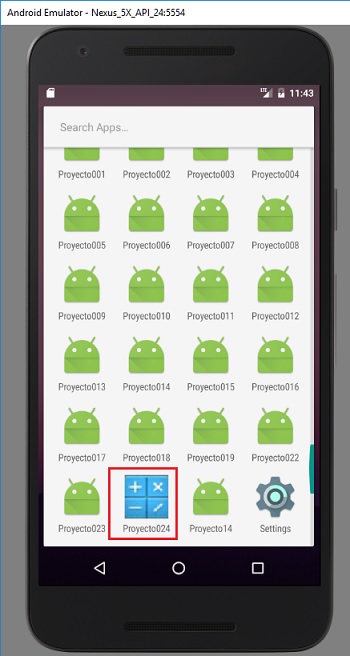 Android Emulator - Nexus_5X_API_24:5554
LTE 11:43
Search Apps...
Proyecto001 Proyecto002 Proyecto003 Proyecto004
Proyecto005 Proyecto006 Proyecto007 Proyecto008
Proyecto009 Proyecto010 Proyecto011 Proyecto012
Proyecto013 Proyecto014 Proyecto015 Proyecto016
Proyecto017 Proyecto018 Proyecto019 Proyecto022
Proyecto023 Proyecto024 Proyecto14 Settings